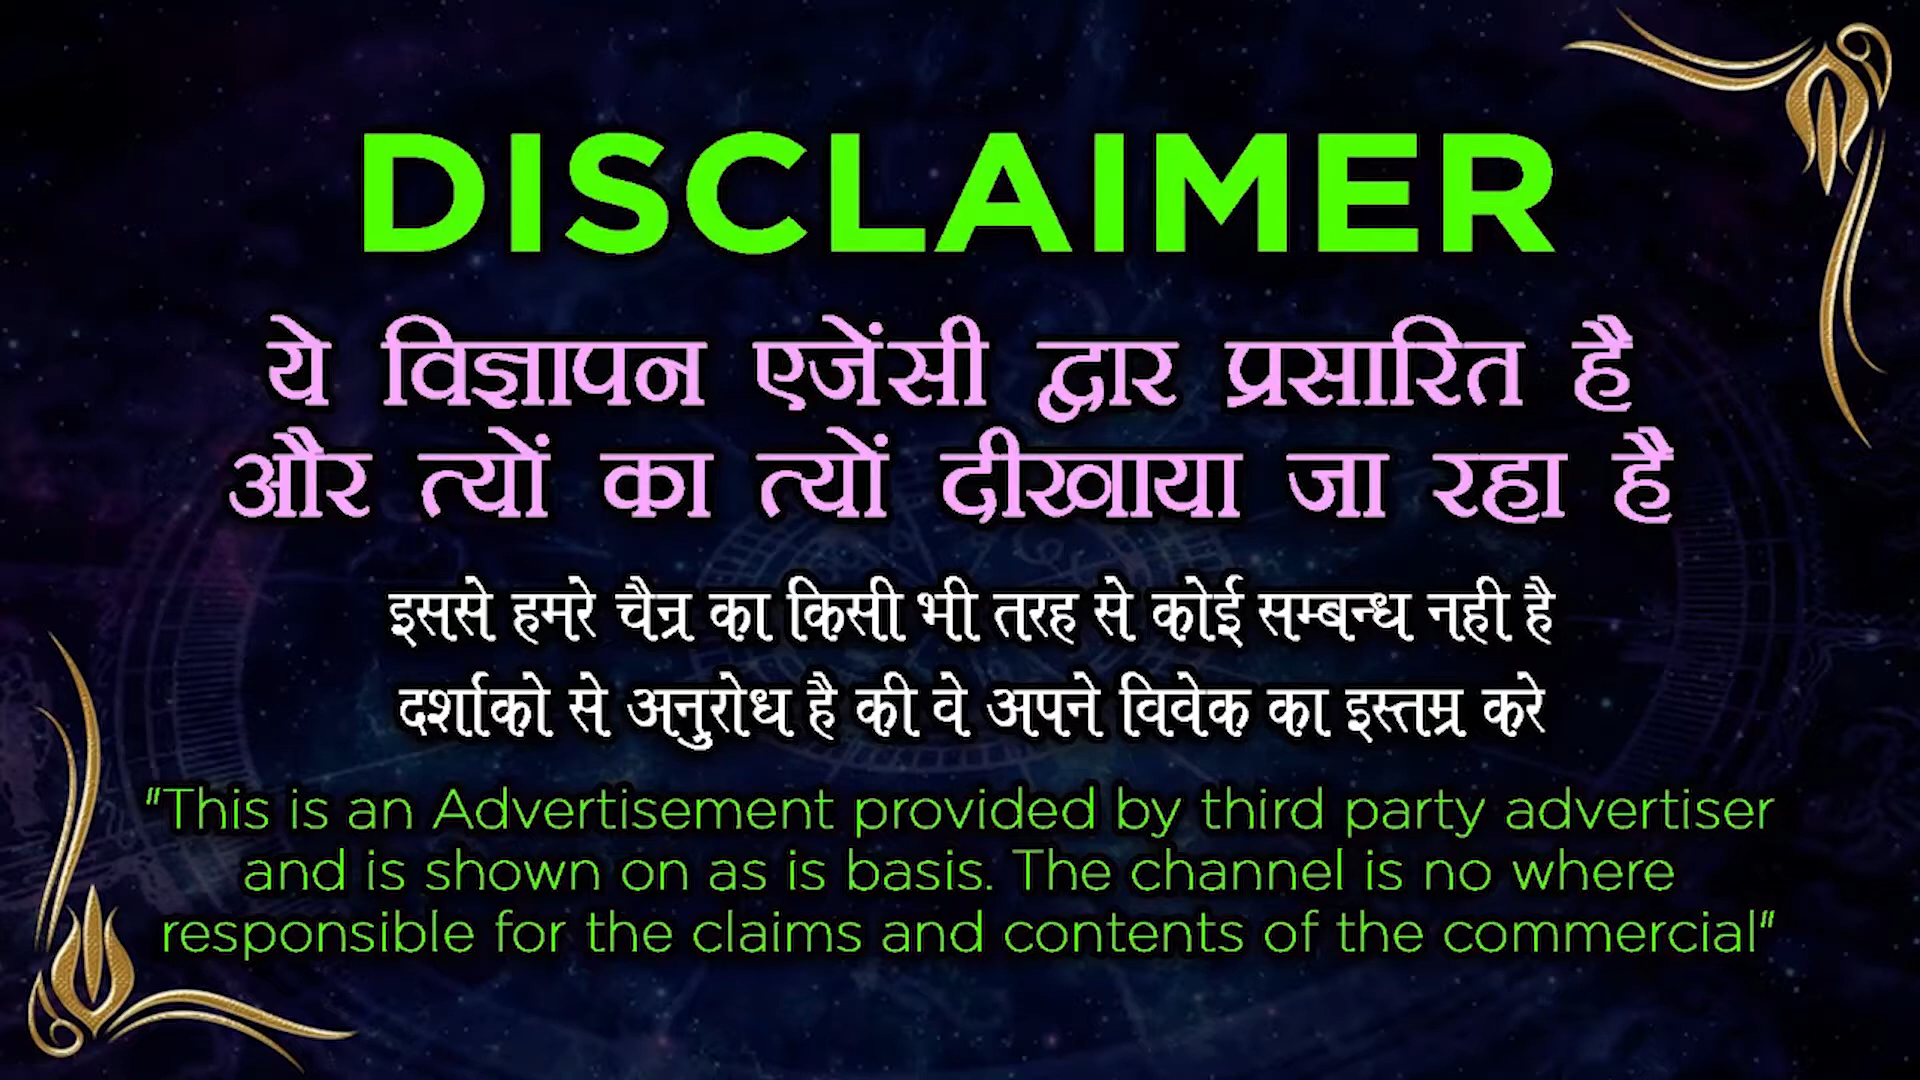 DISCLAIMER
ये विज्ञापन एजेंसी द्वार प्रसारित है
और त्यों का त्यों दीखाया जा रहा है
इससे हमरे चैन्र का किसी भी तरह से कोई सम्बन्ध नही है
दर्शाको से अनुरोध है की वे अपने विवेक का इस्तम्र करे
"This is an Advertisement provided by third party advertiser
and is shown on as is basis. The channel is no where
responsible for the claims and contents of the commercial"